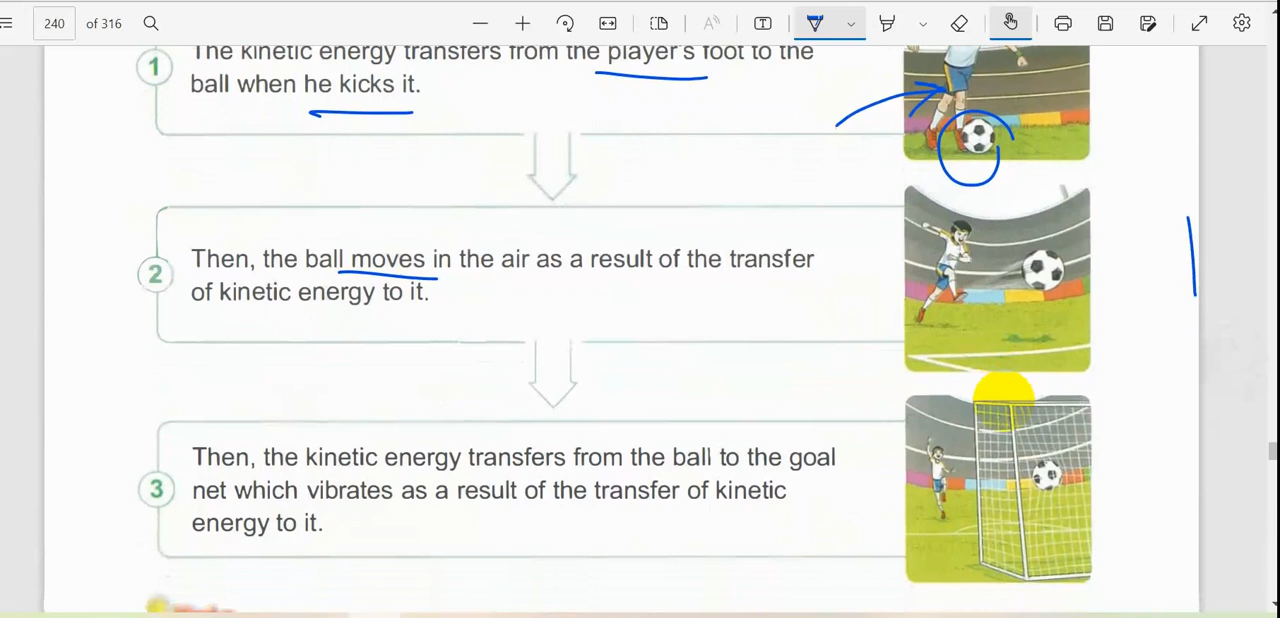 240 of 316
The kinetic energy transfers from the player's foot to the
1
ball when he kicks it.
Then, the ball moves in the air as a result of the transfer
2
of kinetic energy to it.
Then, the kinetic energy transfers from the ball to the goal
3
net which vibrates as a result of the transfer of kinetic
energy to it.